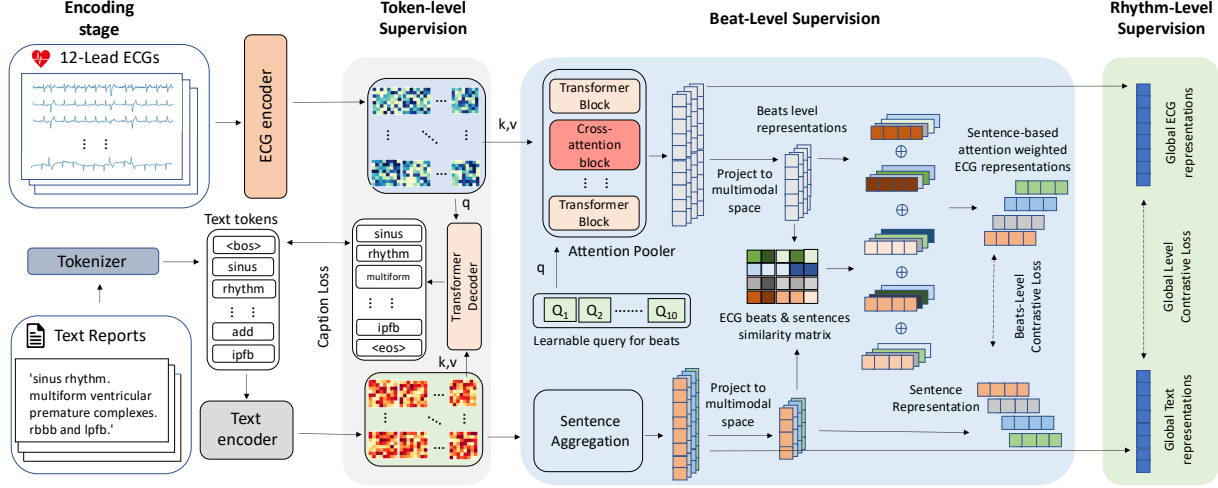 Encoding
stage
12-Lead ECGs
ECG encoder
Text tokens
<bos>
sinus
rhythm
add
ipfb
Tokenizer
Text Reports
'sinus rhythm.
multiform ventricular
premature complexes.
rbbb and lpfb.'
Text
encoder
Token-level
Supervision
q
sinus
rhythm
multiform
ipfb
<eos>
Caption Loss
Transformer
Decoder
k,v
Beat-Level Supervision
k,v
Transformer
Block
Cross-
attention
block
Transformer
Block
Attention Pooler
q
Q1 Q2 ........ Q10
Learnable query for beats
Sentence
Aggregation
Project to
multimodal
space
Beats level
representations
ECG beats & sentences
similarity matrix
Project to
multimodal
space
Sentence-based
attention weighted
ECG representations
Beats-Level
Contrastive Loss
Sentence
Representation
Rhythm-Level
Supervision
Global ECG
representations
Global Level
Contrastive Loss
Global Text
representations